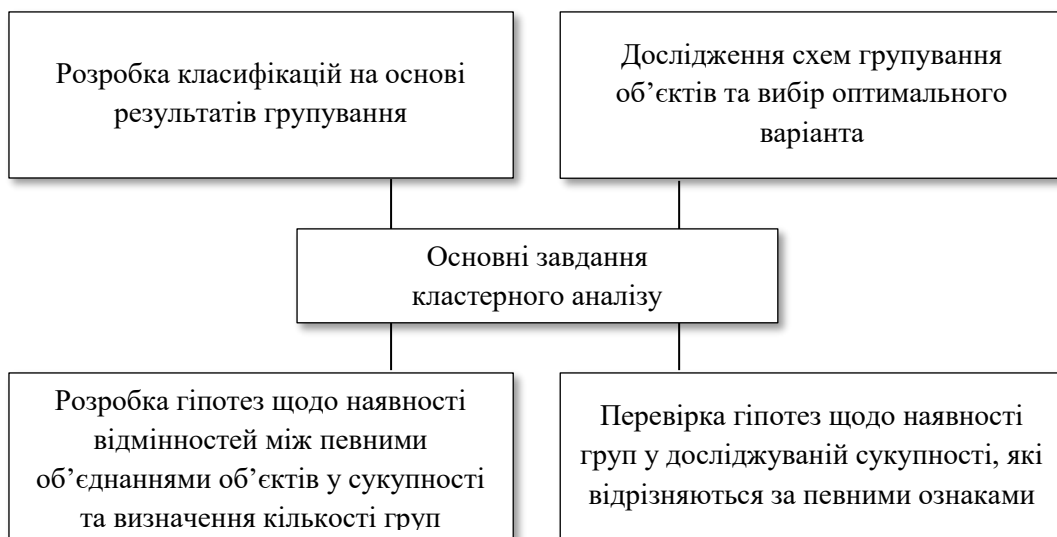 Розробка класифікацій на основі
результатів групування
Дослідження схем групування
об’єктів та вибір оптимального
варіанта
Основні завдання
кластерного аналізу
Розробка гіпотез щодо наявності
відмінностей між певними
об’єднаннями об’єктів у сукупності
та визначення кількості груп
Перевірка гіпотез щодо наявності
груп у досліджуваній сукупності, які
відрізняються за певними ознаками